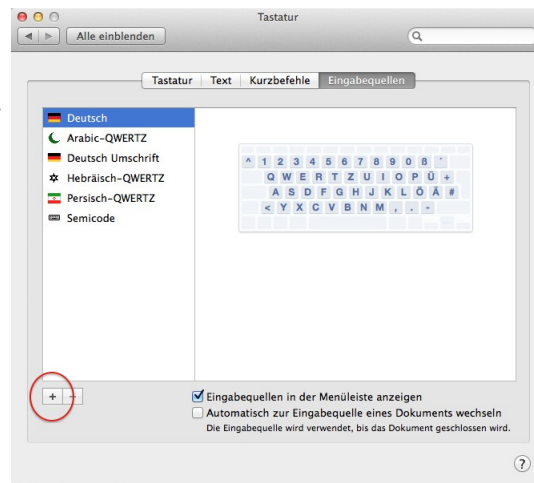 Tastatur
Alle einblenden
Tastatur Text Kurzbefehle Eingabequellen
Deutsch
Arabic-QWERTZ
Deutsch Umschrift
Hebräisch-QWERTZ
Persisch-QWERTZ
Semicode
^ 1 2 3 4 5 6 7 8 9 0 ß ´
Q W E R T Z U I O P Ü +
A S D F G H J K L Ö Ä #
< Y X C V B N M , . -
+ -
Eingabequellen in der Menüleiste anzeigen
Automatisch zur Eingabequelle eines Dokuments wechseln
Die Eingabequelle wird verwendet, bis das Dokument geschlossen wird.
?